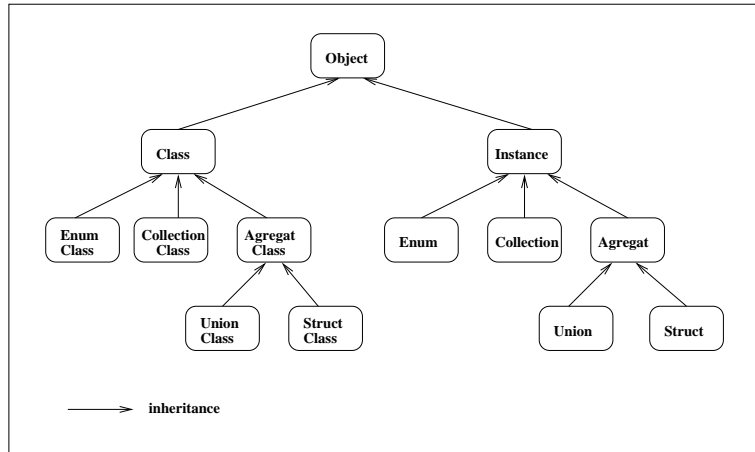 Object
Class
Instance
Enum
Class
Collection
Class
Agregat
Class
Enum
Collection
Agregat
Union
Class
Struct
Class
Union
Struct
inheritance